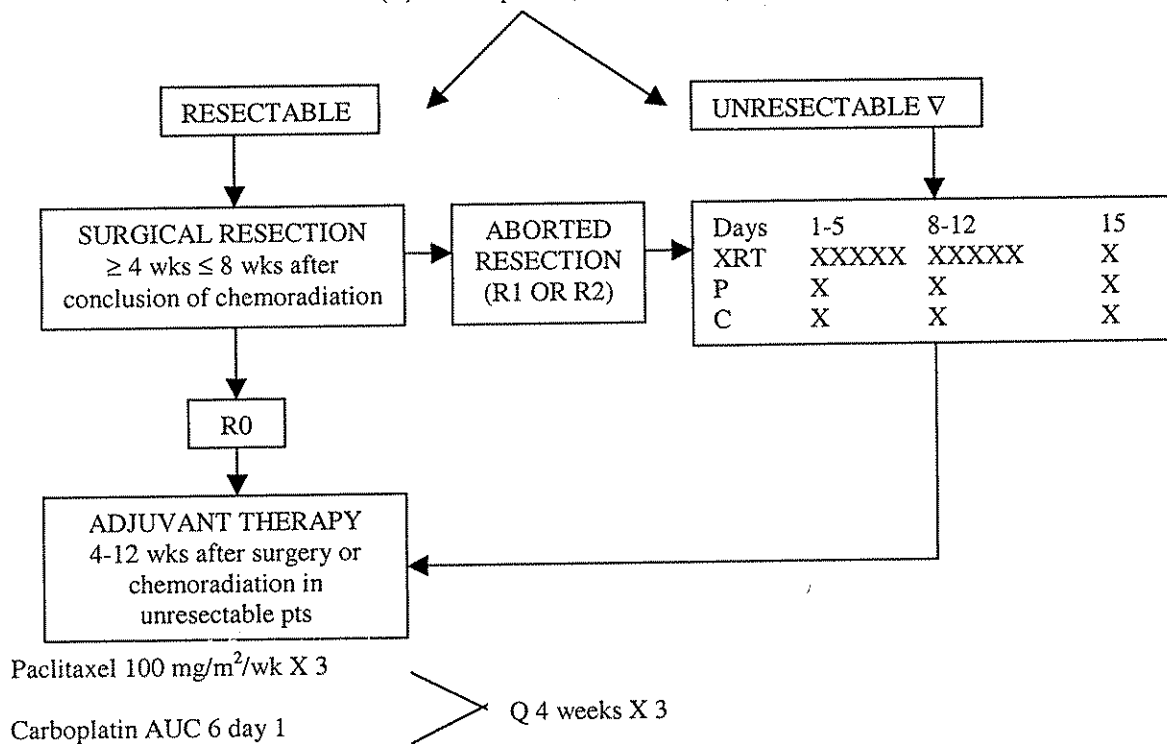 RESECTABLE
UNRESECTABLE ∇
SURGICAL RESECTION
≥ 4 wks ≤ 8 wks after
conclusion of chemoradiation
ABORTED
RESECTION
(R1 OR R2)
Days 1-5 8-12 15
XRT XXXXX XXXXX X
P X X X
C X X X
R0
ADJUVANT THERAPY
4-12 wks after surgery or
chemoradiation in
unresectable pts
Paclitaxel 100 mg/m²/wk X 3
Q 4 weeks X 3
Carboplatin AUC 6 day 1